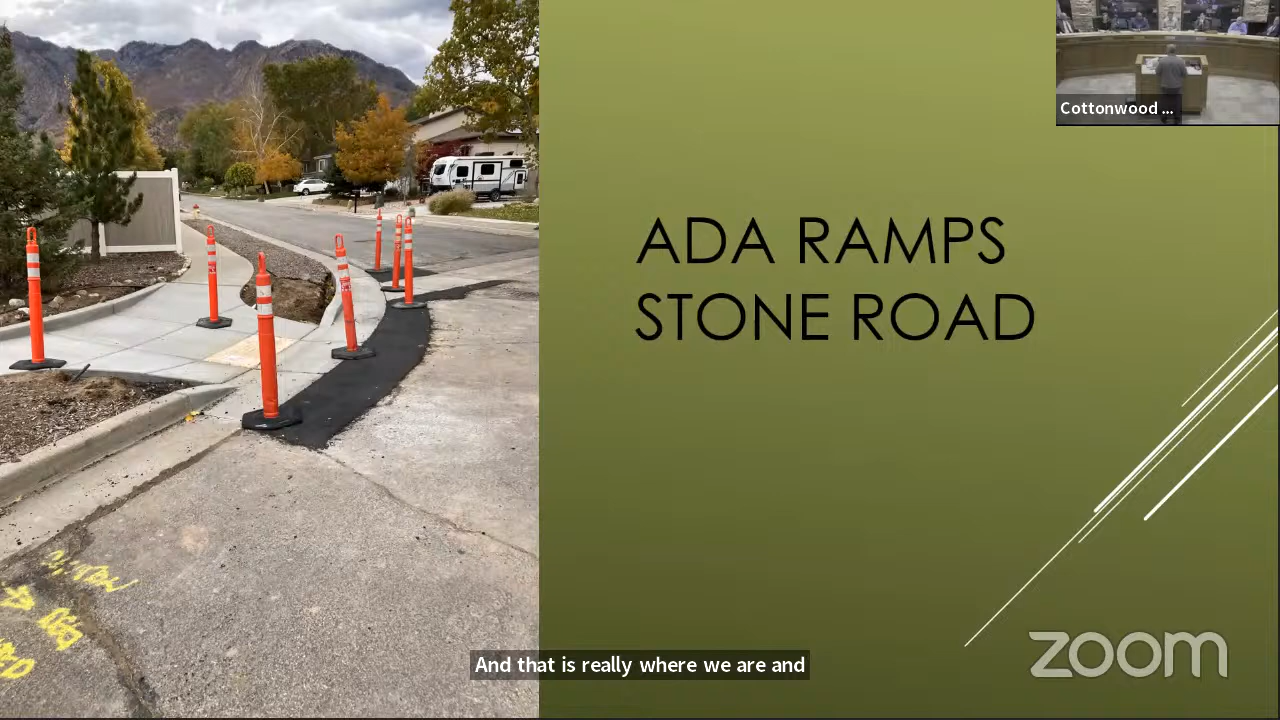 Cottonwood ...
ADA RAMPS
STONE ROAD
And that is really where we are and
zoom